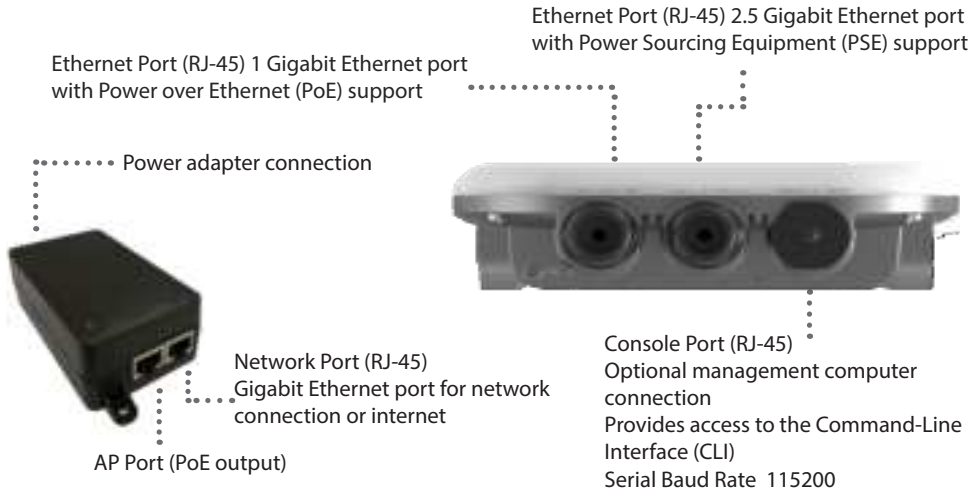 Ethernet Port (RJ-45) 2.5 Gigabit Ethernet port
with Power Sourcing Equipment (PSE) support
Ethernet Port (RJ-45) 1 Gigabit Ethernet port
with Power over Ethernet (PoE) support
Power adapter connection
Network Port (RJ-45)
Gigabit Ethernet port for network
connection or internet
AP Port (PoE output)
Console Port (RJ-45)
Optional management computer
connection
Provides access to the Command-Line
Interface (CLI)
Serial Baud Rate 115200